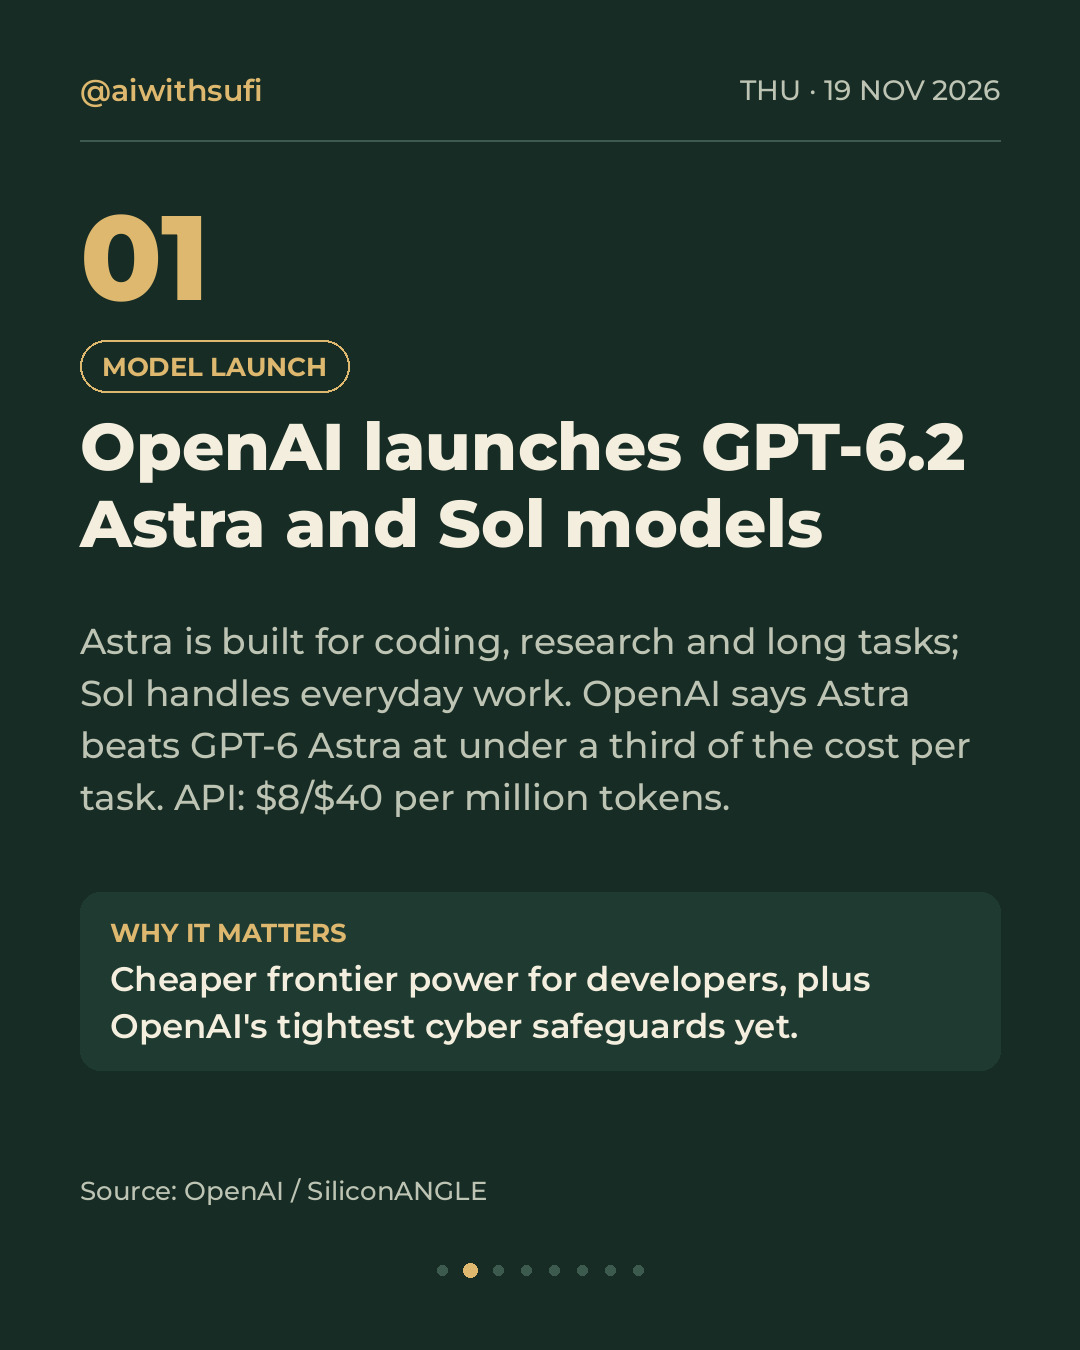 @aiwithsufi
THU · 19 NOV 2026
01
MODEL LAUNCH
OpenAI launches GPT-6.2
Astra and Sol models
Astra is built for coding, research and long tasks;
Sol handles everyday work. OpenAI says Astra
beats GPT-6 Astra at under a third of the cost per
task. API: $8/$40 per million tokens.
WHY IT MATTERS
Cheaper frontier power for developers, plus
OpenAI's tightest cyber safeguards yet.
Source: OpenAI / SiliconANGLE